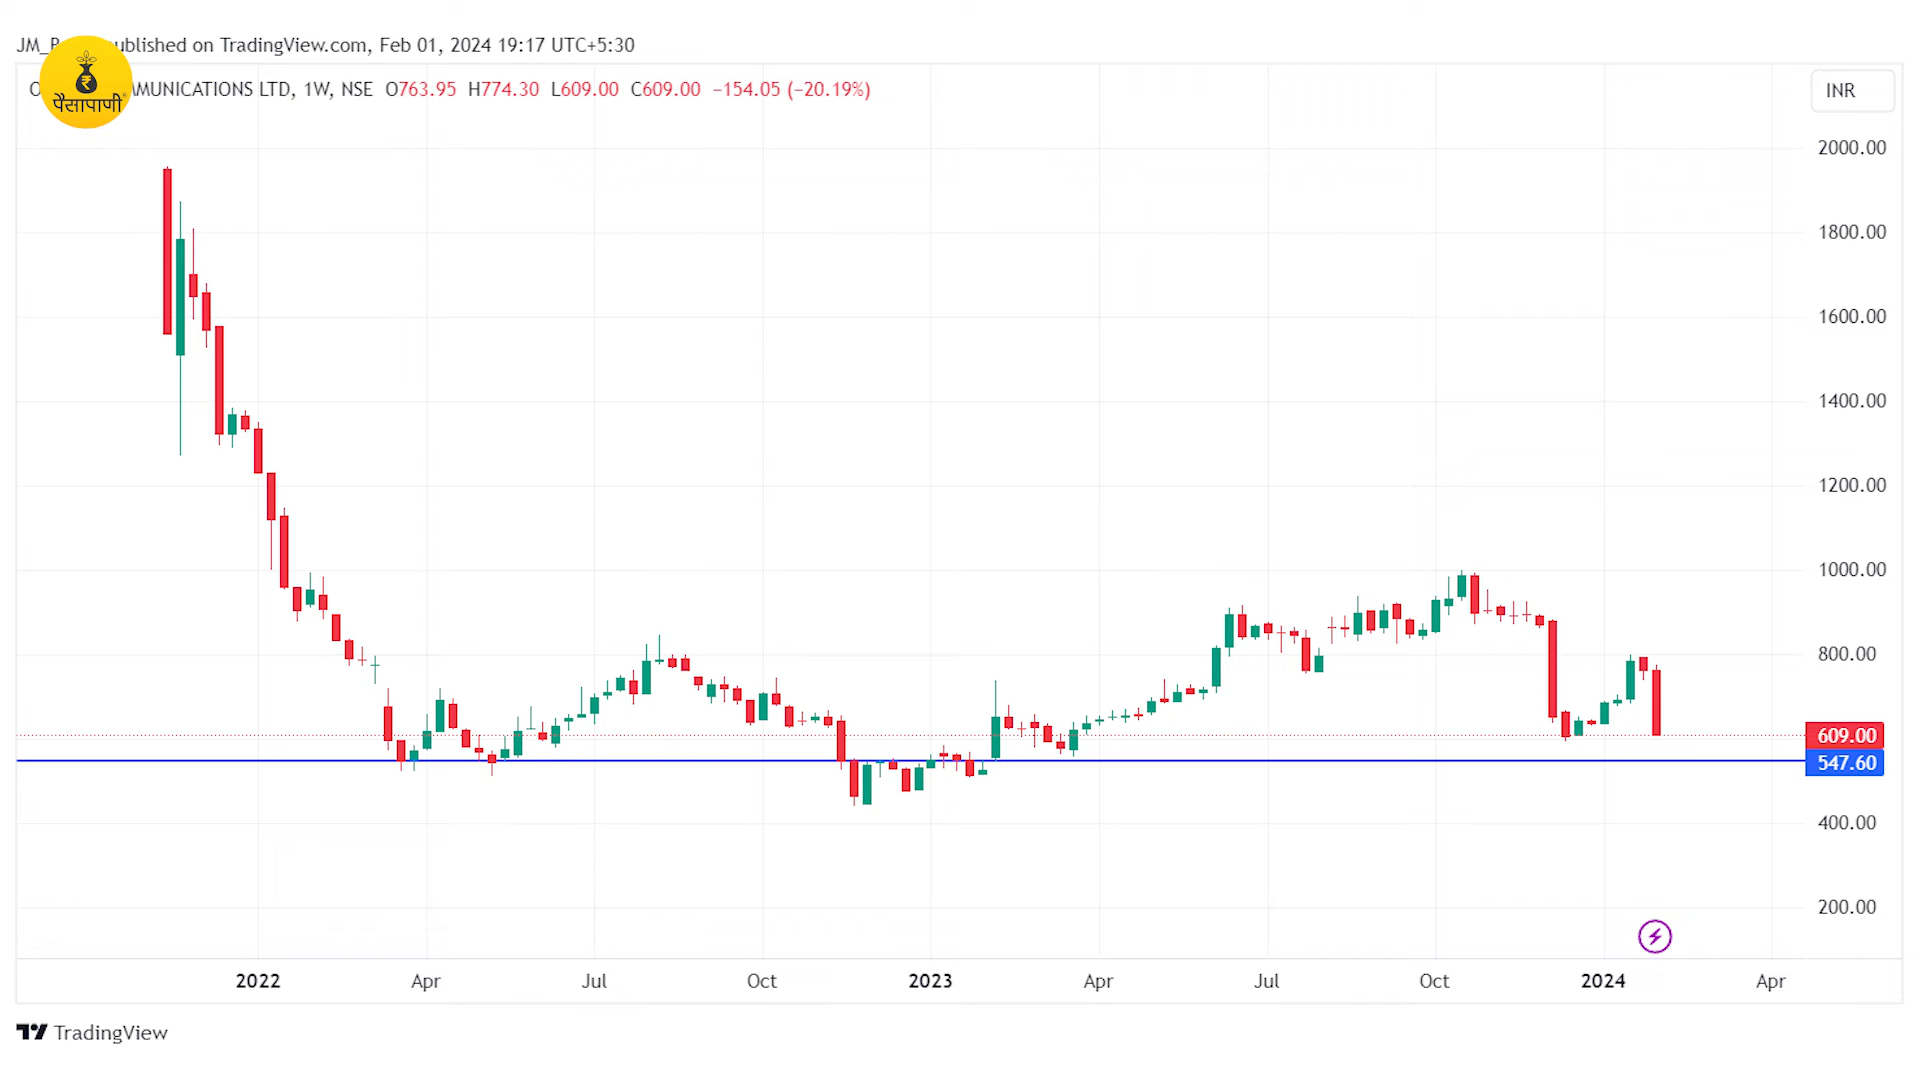 JM_ published on TradingView.com, Feb 01, 2024 19:17 UTC+5:30
पैसापाणी
MUNICATIONS LTD, 1W, NSE O763.95 H774.30 L609.00 C609.00 −154.05 (−20.19%)
INR
2000.00
1800.00
1600.00
1400.00
1200.00
1000.00
800.00
609.00
547.60
400.00
200.00
2022 Apr Jul Oct 2023 Apr Jul Oct 2024 Apr
TradingView